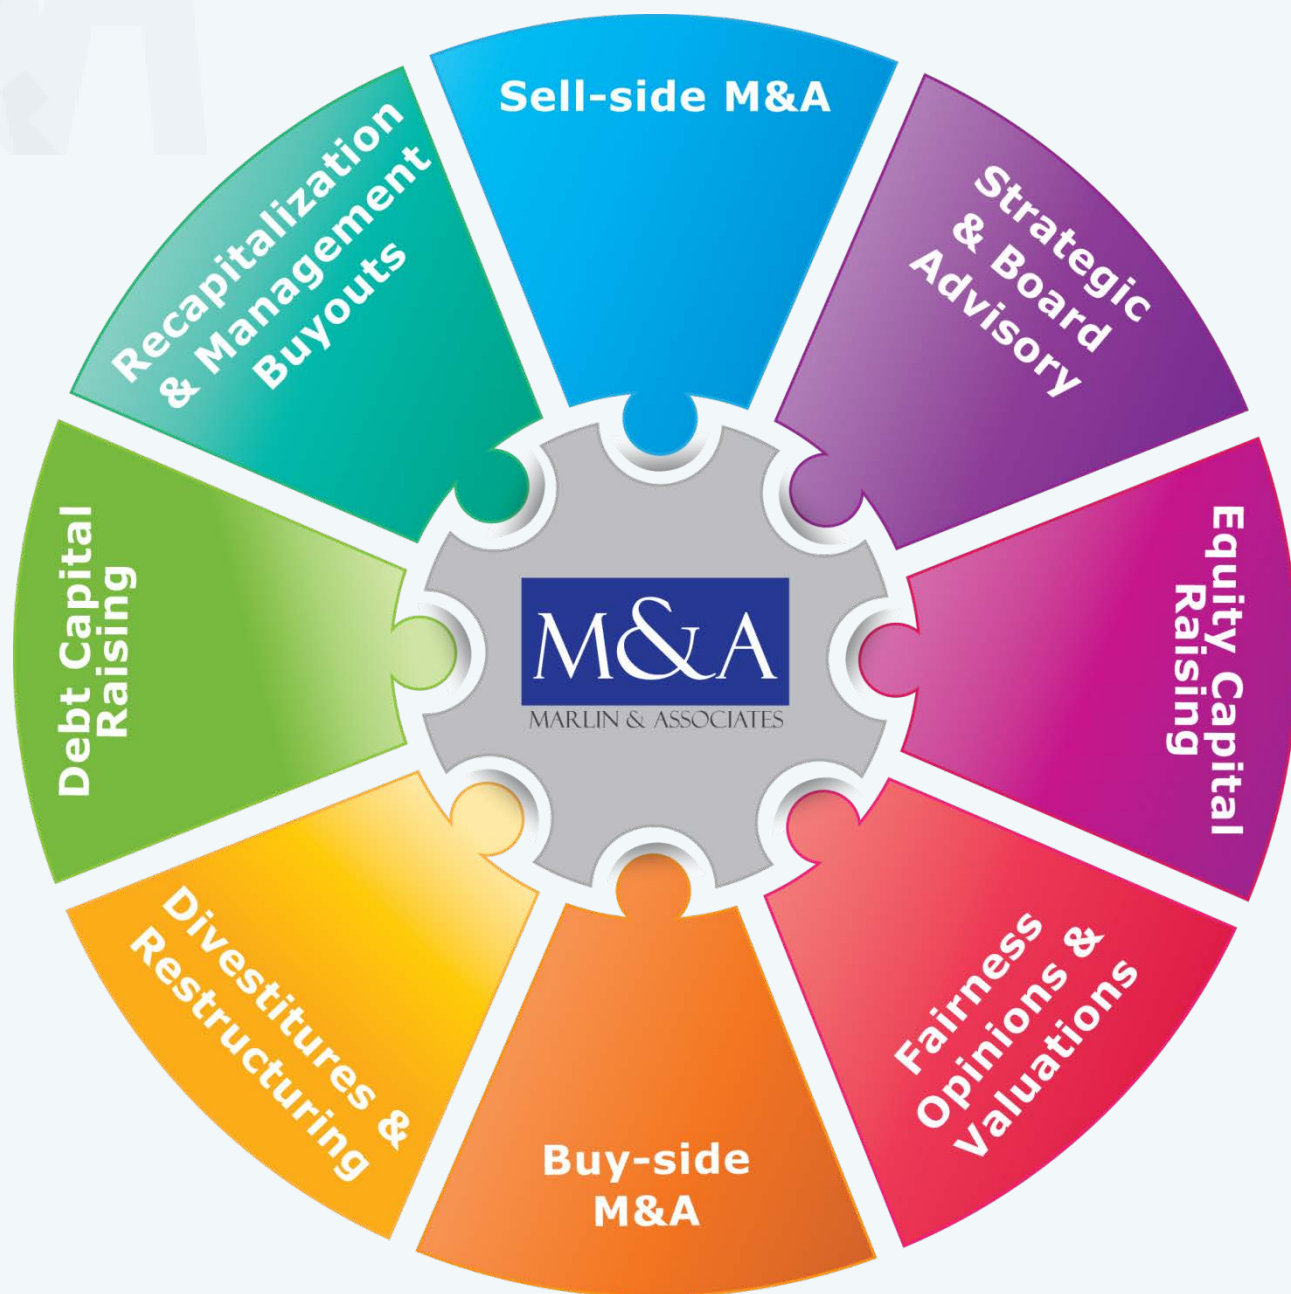 Sell-side M&A
Strategic
& Board
Advisory
Equity Capital
Raising
Fairness
Opinions &
Valuations
Buy-side
M&A
Divestitures &
Restructuring
Debt Capital
Raising
Recapitalization
& Management
Buyouts
M&A
MARLIN & ASSOCIATES